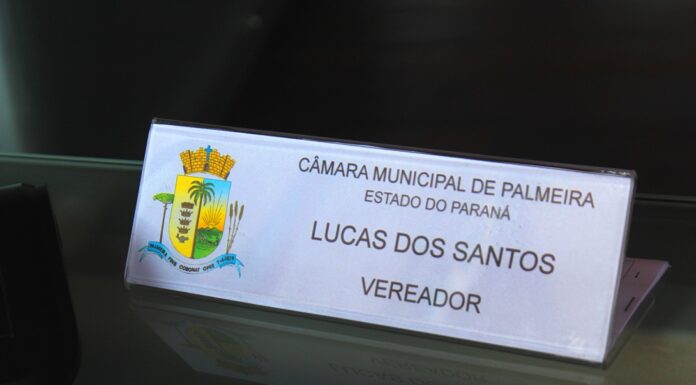 CÂMARA MUNICIPAL DE PALMEIRA
ESTADO DO PARANÁ
LUCAS DOS SANTOS
VEREADOR